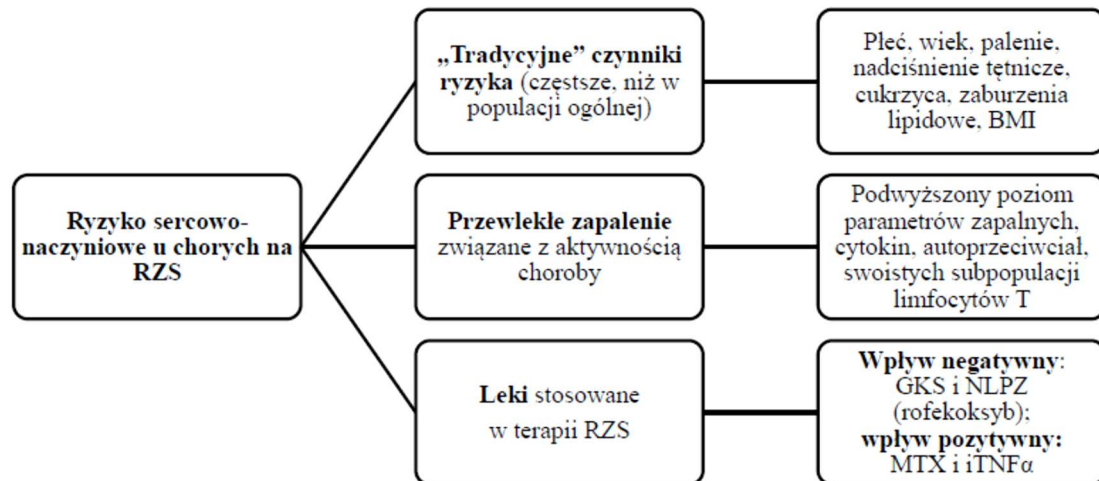 „Tradycyjne” czynniki
ryzyka (częstsze, niż w
populacji ogólnej)
Płeć, wiek, palenie,
nadciśnienie tętnicze,
cukrzyca, zaburzenia
lipidowe, BMI
Ryzyko sercowo-
naczyniowe u chorych na
RZS
Przewlekłe zapalenie
związane z aktywnością
choroby
Podwyższony poziom
parametrów zapalnych,
cytokin, autoprzeciwciał,
swoistych subpopulacji
limfocytów T
Leki stosowane
w terapii RZS
Wpływ negatywny:
GKS i NLPZ
(rofekoksyb);
wpływ pozytywny:
MTX i iTNFα